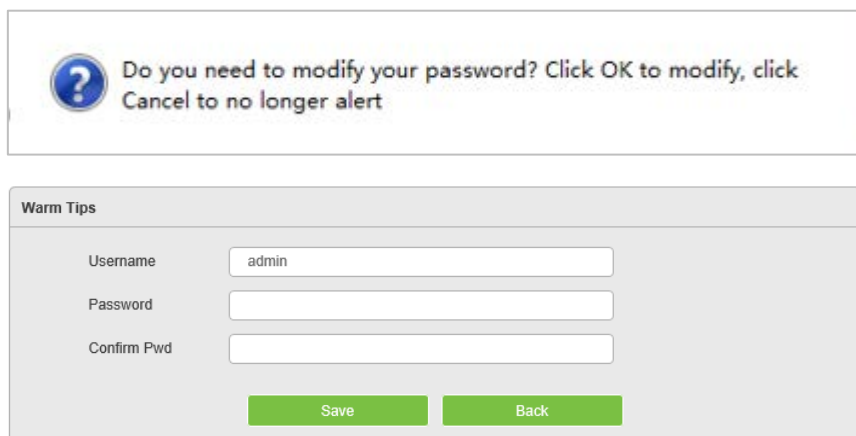 Do you need to modify your password? Click OK to modify, click
Cancel to no longer alert
Warm Tips
Username admin
Password
Confirm Pwd
Save Back